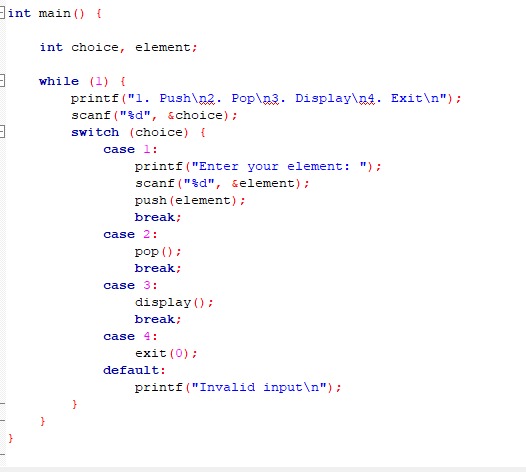 int main() {
int choice, element;
while (1) {
printf("1. Push\n2. Pop\n3. Display\n4. Exit\n");
scanf("%d", &choice);
switch (choice) {
case 1:
printf("Enter your element: ");
scanf("%d", &element);
push(element);
break;
case 2:
pop();
break;
case 3:
display();
break;
case 4:
exit(0);
default:
printf("Invalid input\n");
}
}
}